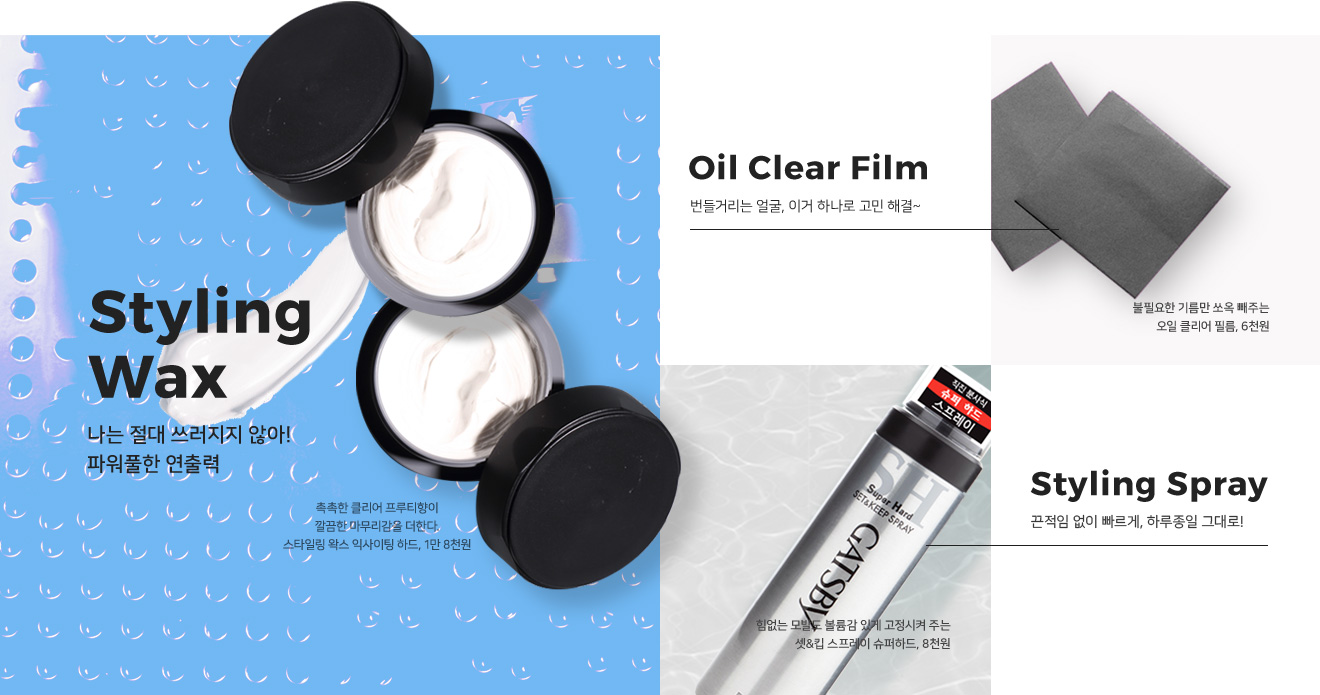 Styling
Wax
나는 절대 쓰러지지 않아!
파워풀한 연출력
촉촉한 클리어 프루티향이
깔끔한 마무리감을 더한다.
스타일링 왁스 익사이팅 하드, 1만 8천원
Oil Clear Film
번들거리는 얼굴, 이거 하나로 고민 해결~
불필요한 기름만 쏘옥 빼주는
오일 클리어 필름, 6천원
직진 분사식
슈퍼 하드
스프레이
SH
Super Hard
SET&KEEP SPRAY
GATSBY
힘없는 모발도 볼륨감 있게 고정시켜 주는
셋&킵 스프레이 슈퍼하드, 8천원
Styling Spray
끈적임 없이 빠르게, 하루종일 그대로!